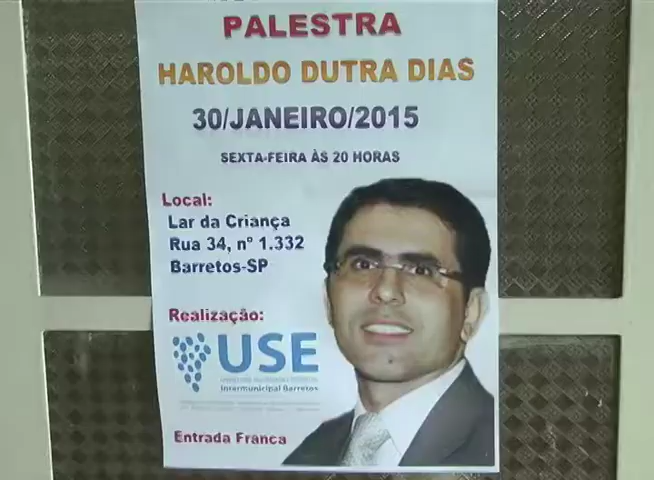 PALESTRA
HAROLDO DUTRA DIAS
30/JANEIRO/2015
SEXTA-FEIRA ÀS 20 HORAS
Local:
Lar da Criança
Rua 34, nº 1.332
Barretos-SP
Realização:
USE
Intermunicipal Barretos
Entrada Franca